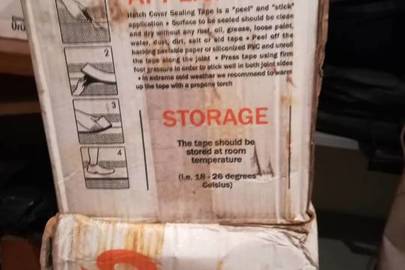 Hatch Cover Sealing Tape is a "peel" and "stick"
application • Surface to be sealed should be clean
and dry without any rust, oil, grease, loose paint,
water, dust, dirt, salt or old tape • Peel off the
backing peelable paper or siliconized PVC and unroll
the tape along the joint • Press tape using firm
foot pressure in order to stick well in both joint sides
• In extreme cold weather we recommend to warm
up the tape with a propane torch
2
3
4
STORAGE
The tape should be
stored at room
temperature
(i.e. 18 - 26 degrees
Celsius)